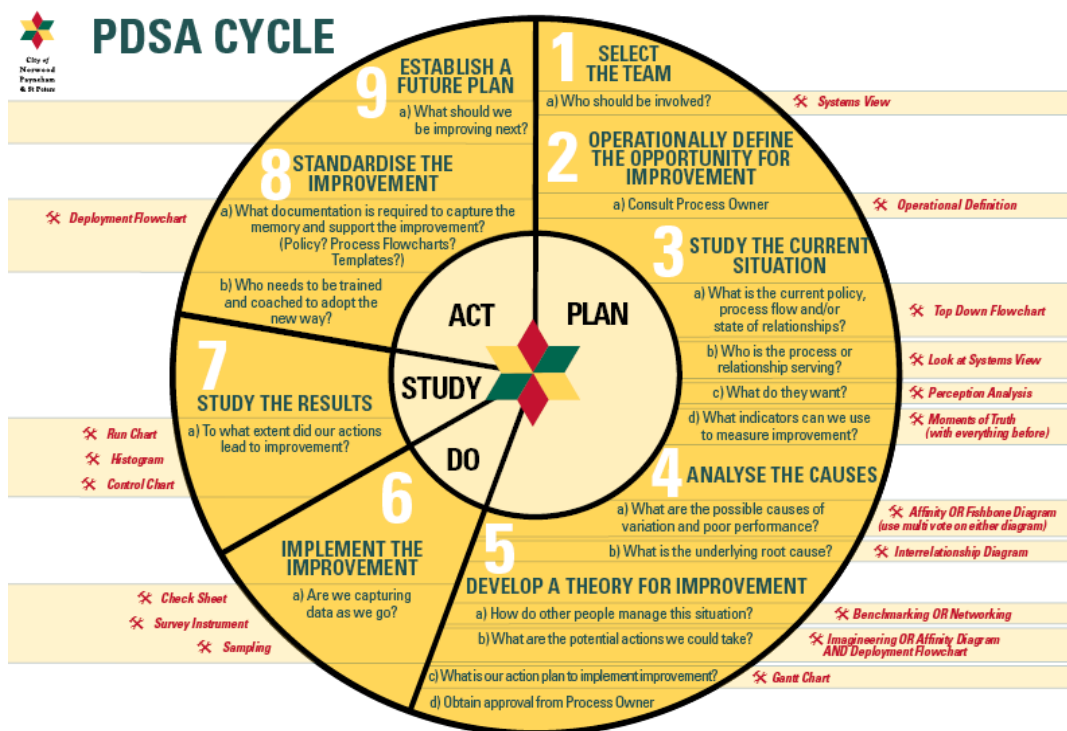 PDSA CYCLE
City of
Norwood
Payneham
& St Peters
1
SELECT
THE TEAM
a) Who should be involved?
Systems View
2
OPERATIONALLY DEFINE
THE OPPORTUNITY FOR
IMPROVEMENT
a) Consult Process Owner
Operational Definition
3
STUDY THE CURRENT
SITUATION
a) What is the current policy,
process flow and/or
state of relationships?
Top Down Flowchart
b) Who is the process or
relationship serving?
Look at Systems View
c) What do they want?
Perception Analysis
d) What indicators can we use
to measure improvement?
Moments of Truth
(with everything before)
4
ANALYSE THE CAUSES
a) What are the possible causes of
variation and poor performance?
Affinity OR Fishbone Diagram
(use multi vote on either diagram)
b) What is the underlying root cause?
Interrelationship Diagram
5
DEVELOP A THEORY FOR IMPROVEMENT
a) How do other people manage this situation?
Benchmarking OR Networking
b) What are the potential actions we could take?
Imagineering OR Affinity Diagram
AND Deployment Flowchart
c) What is our action plan to implement improvement?
Gantt Chart
d) Obtain approval from Process Owner
6
IMPLEMENT THE
IMPROVEMENT
a) Are we capturing
data as we go?
Check Sheet
Survey Instrument
Sampling
7
STUDY THE RESULTS
a) To what extent did our actions
lead to improvement?
Run Chart
Histogram
Control Chart
8
STANDARDISE THE
IMPROVEMENT
a) What documentation is required to capture the
memory and support the improvement?
(Policy? Process Flowcharts?
Templates?)
Deployment Flowchart
b) Who needs to be trained
and coached to adopt the
new way?
9
ESTABLISH A
FUTURE PLAN
a) What should we
be improving next?
ACT
PLAN
STUDY
DO